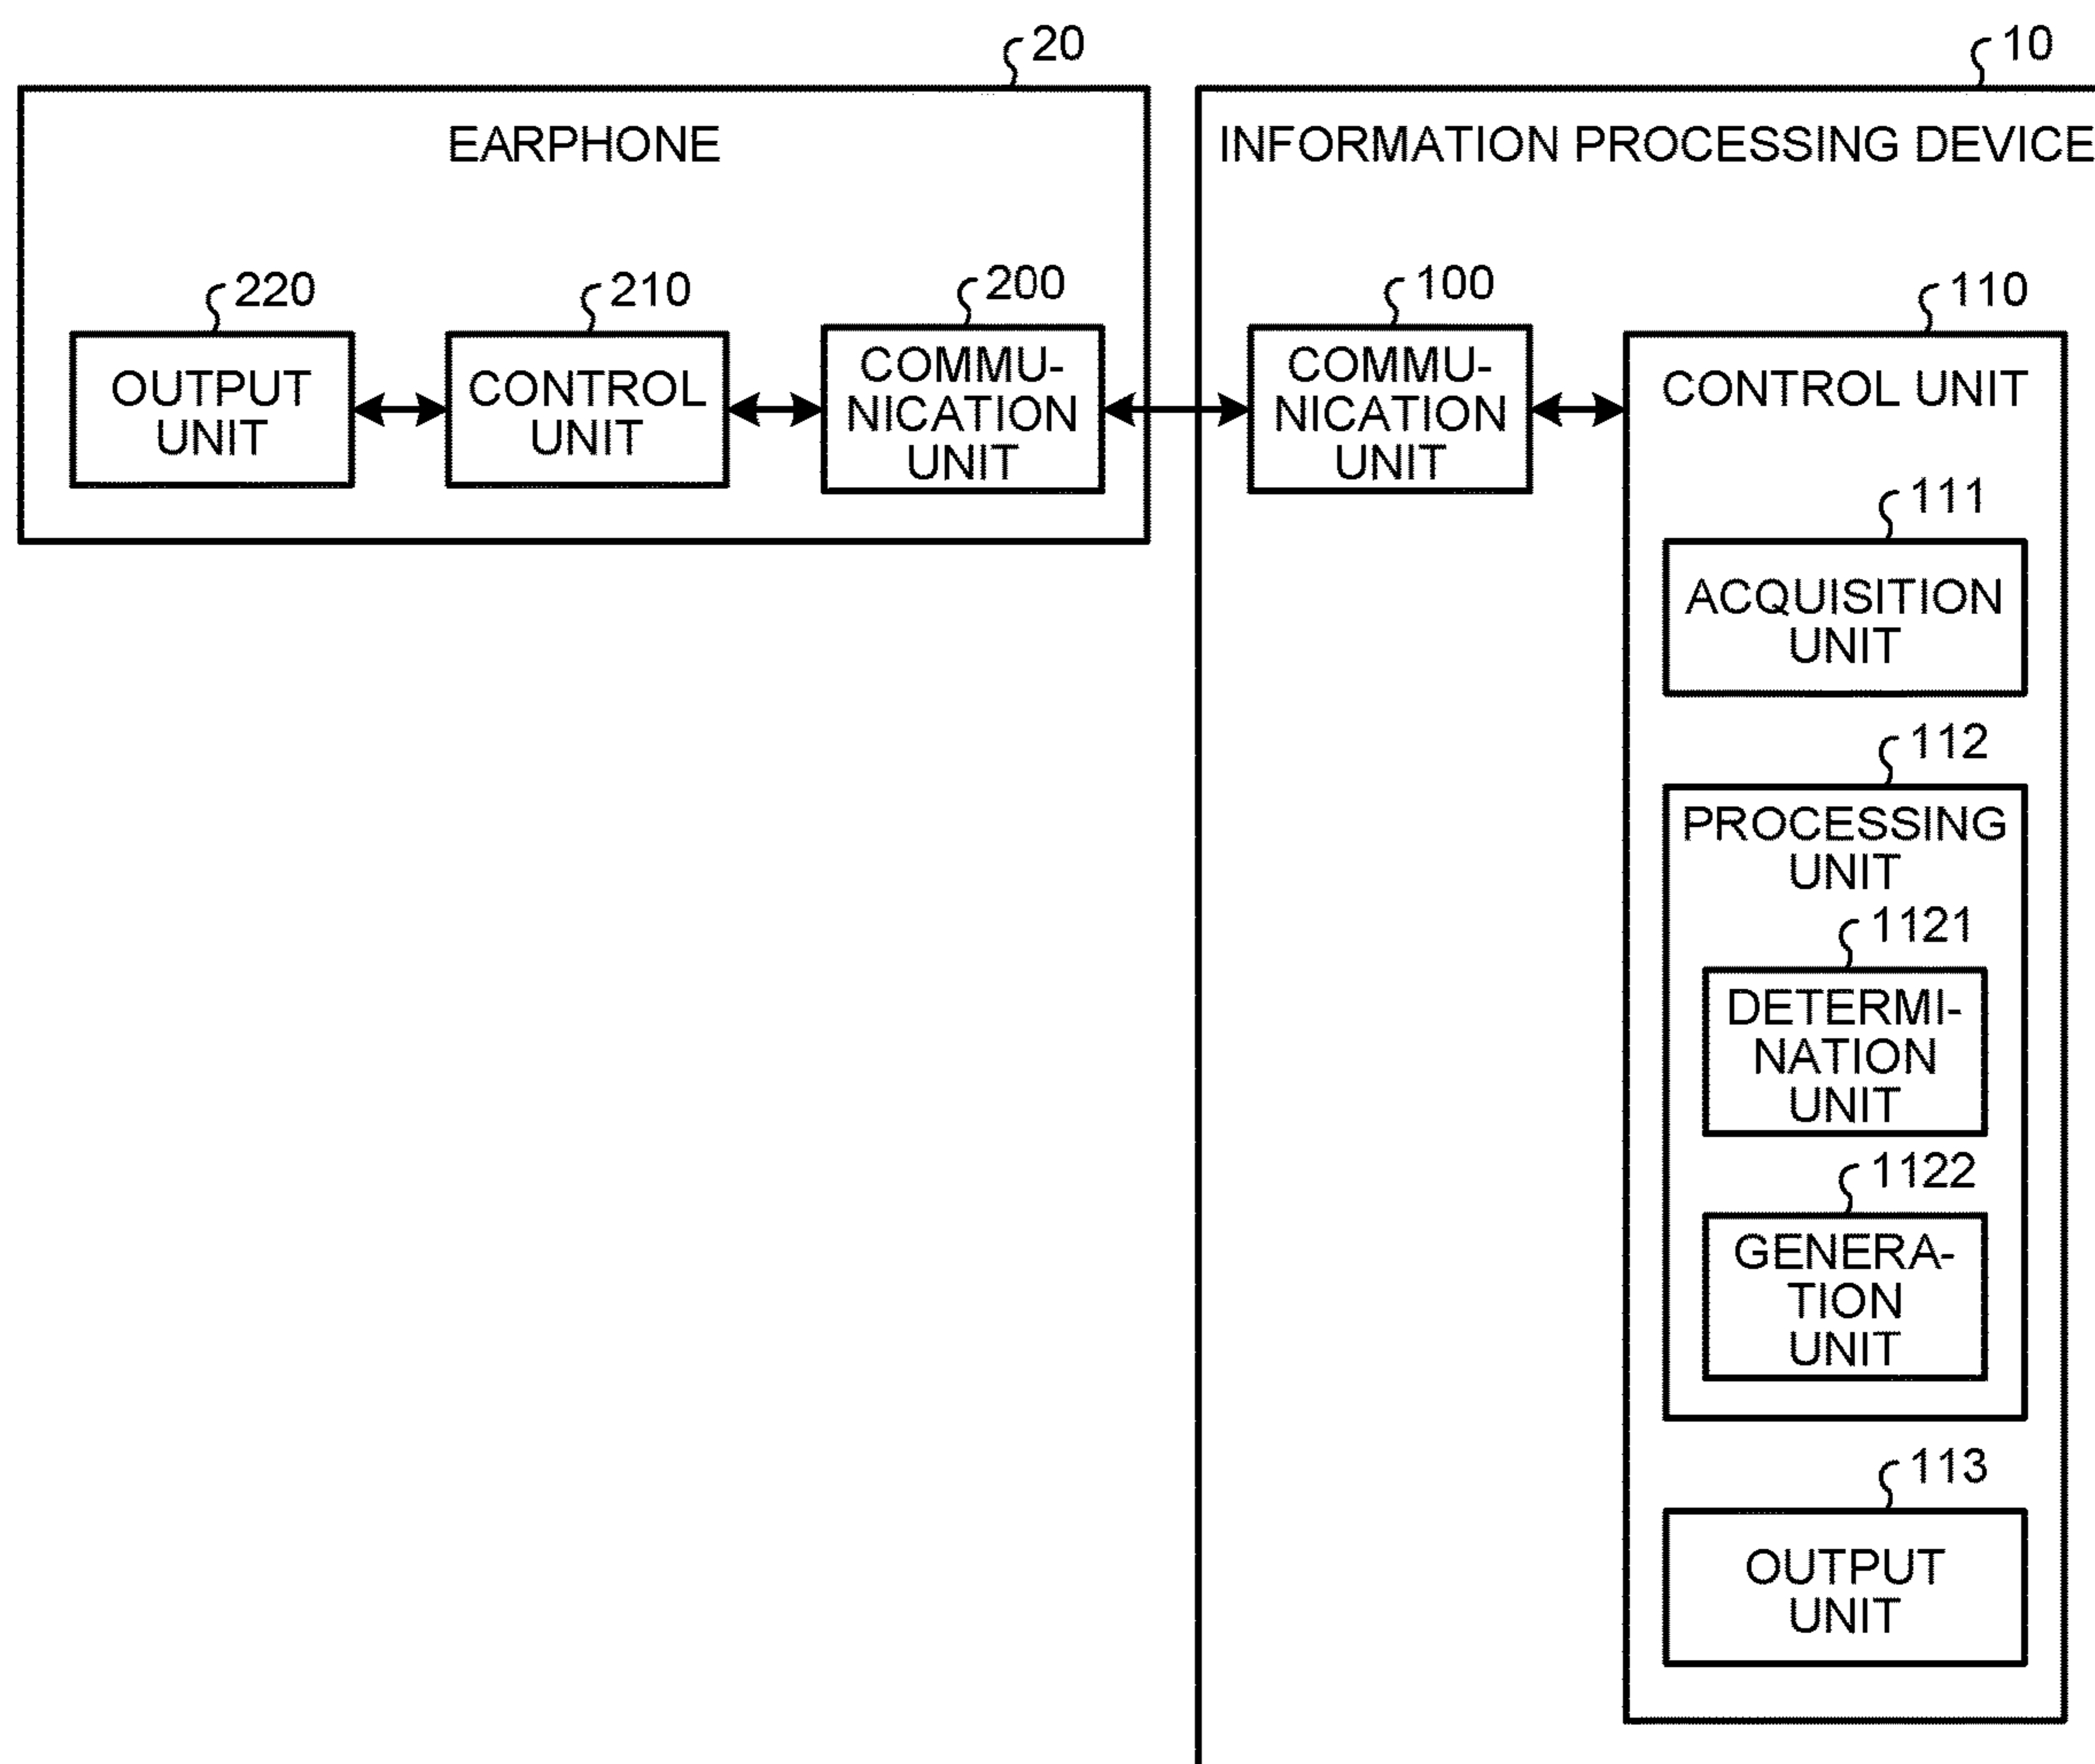 20
10
EARPHONE
INFORMATION PROCESSING DEVICE
220
210
200
100
110
OUTPUT
UNIT
CONTROL
UNIT
COMMU-
NICATION
UNIT
COMMU-
NICATION
UNIT
CONTROL UNIT
111
ACQUISITION
UNIT
112
PROCESSING
UNIT
1121
DETERMI-
NATION
UNIT
1122
GENERA-
TION
UNIT
113
OUTPUT
UNIT